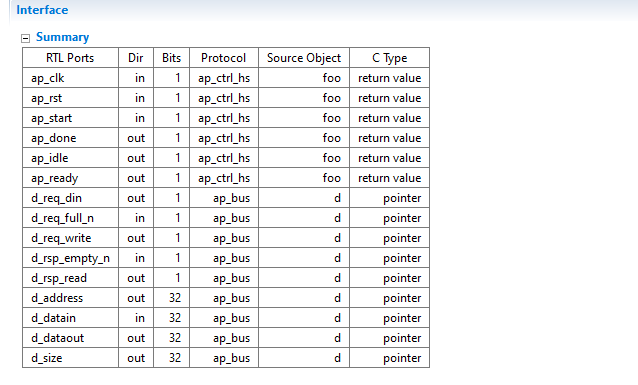 Interface
Summary
RTL Ports Dir Bits Protocol Source Object C Type
ap_clk in 1 ap_ctrl_hs foo return value
ap_rst in 1 ap_ctrl_hs foo return value
ap_start in 1 ap_ctrl_hs foo return value
ap_done out 1 ap_ctrl_hs foo return value
ap_idle out 1 ap_ctrl_hs foo return value
ap_ready out 1 ap_ctrl_hs foo return value
d_req_din out 1 ap_bus d pointer
d_req_full_n in 1 ap_bus d pointer
d_req_write out 1 ap_bus d pointer
d_rsp_empty_n in 1 ap_bus d pointer
d_rsp_read out 1 ap_bus d pointer
d_address out 32 ap_bus d pointer
d_datain in 32 ap_bus d pointer
d_dataout out 32 ap_bus d pointer
d_size out 32 ap_bus d pointer